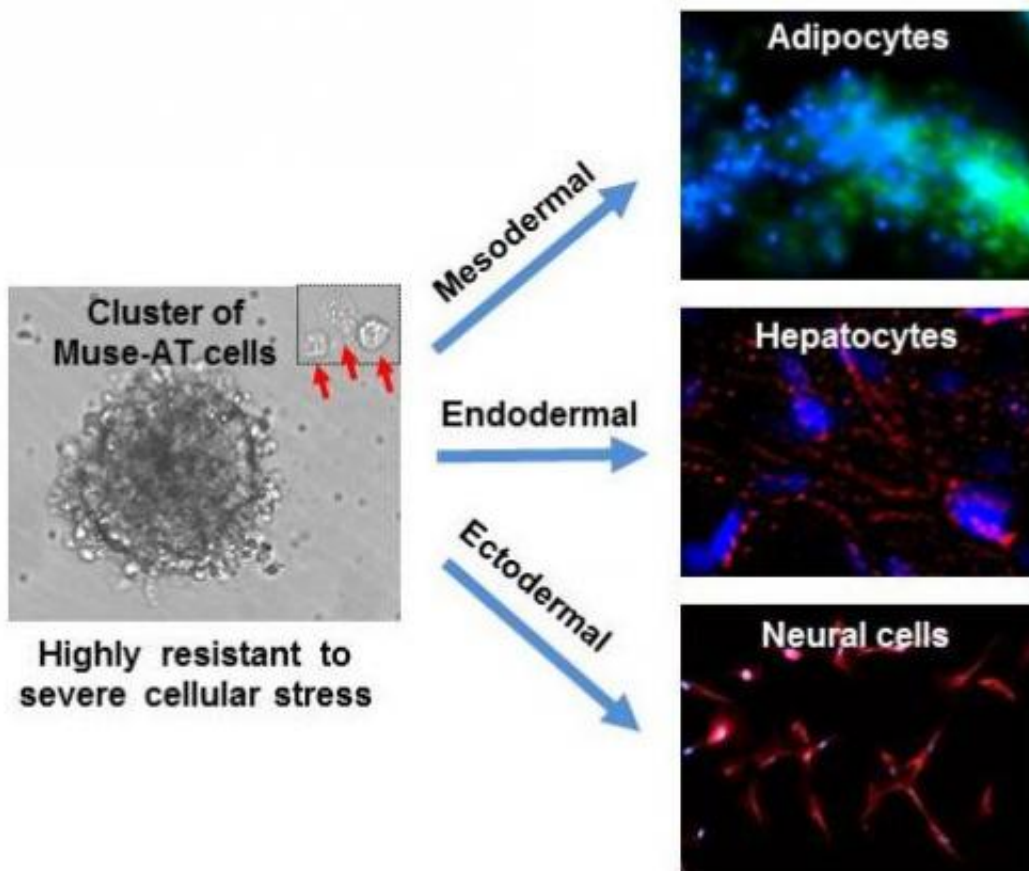 Cluster of
Muse-AT cells
Highly resistant to
severe cellular stress
Mesodermal
Endodermal
Ectodermal
Adipocytes
Hepatocytes
Neural cells